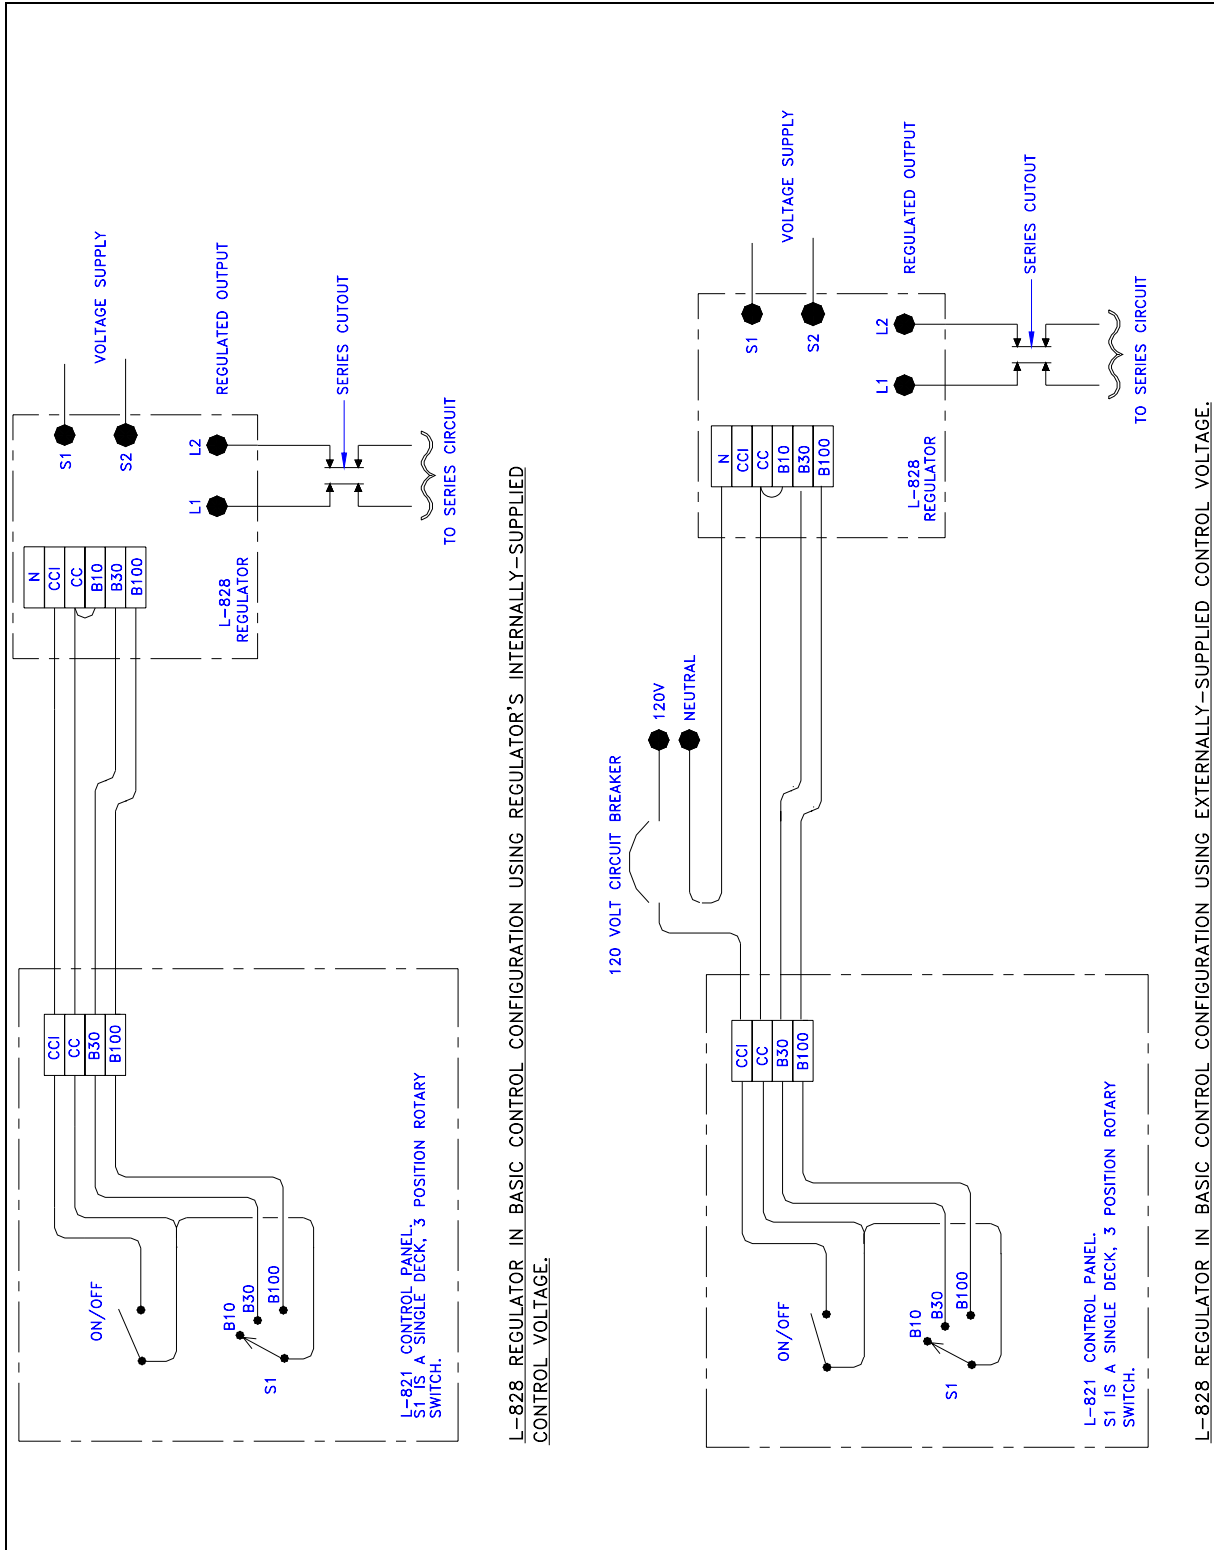 VOLTAGE SUPPLY
S1
S2
REGULATED OUTPUT
L1
L2
SERIES CUTOUT
TO SERIES CIRCUIT
N
CCI
CC
B10
B30
B100
L-828
REGULATOR
CCI
CC
B30
B100
ON/OFF
B10
B30
B100
S1
L-821 CONTROL PANEL.
S1 IS A SINGLE DECK, 3 POSITION ROTARY
SWITCH.
L-828 REGULATOR IN BASIC CONTROL CONFIGURATION USING REGULATOR'S INTERNALLY-SUPPLIED
CONTROL VOLTAGE.
VOLTAGE SUPPLY
S1
S2
REGULATED OUTPUT
L1
L2
SERIES CUTOUT
TO SERIES CIRCUIT
N
CCI
CC
B10
B30
B100
L-828
REGULATOR
120 VOLT CIRCUIT BREAKER
120V
NEUTRAL
CCI
CC
B30
B100
ON/OFF
B10
B30
B100
S1
L-821 CONTROL PANEL.
S1 IS A SINGLE DECK, 3 POSITION ROTARY
SWITCH.
L-828 REGULATOR IN BASIC CONTROL CONFIGURATION USING EXTERNALLY-SUPPLIED CONTROL VOLTAGE.